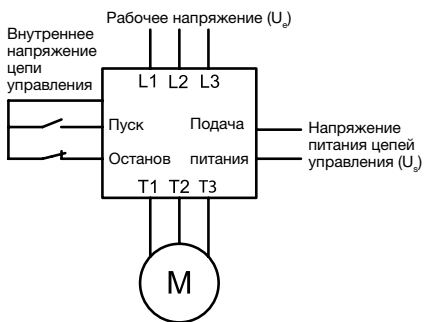 Рабочее напряжение (Uе)
Внутреннее
напряжение
цепи
управления
L1 L2 L3
Пуск
Подача
Останов
питания
Напряжение
питания цепей
управления (Us)
T1 T2 T3
M